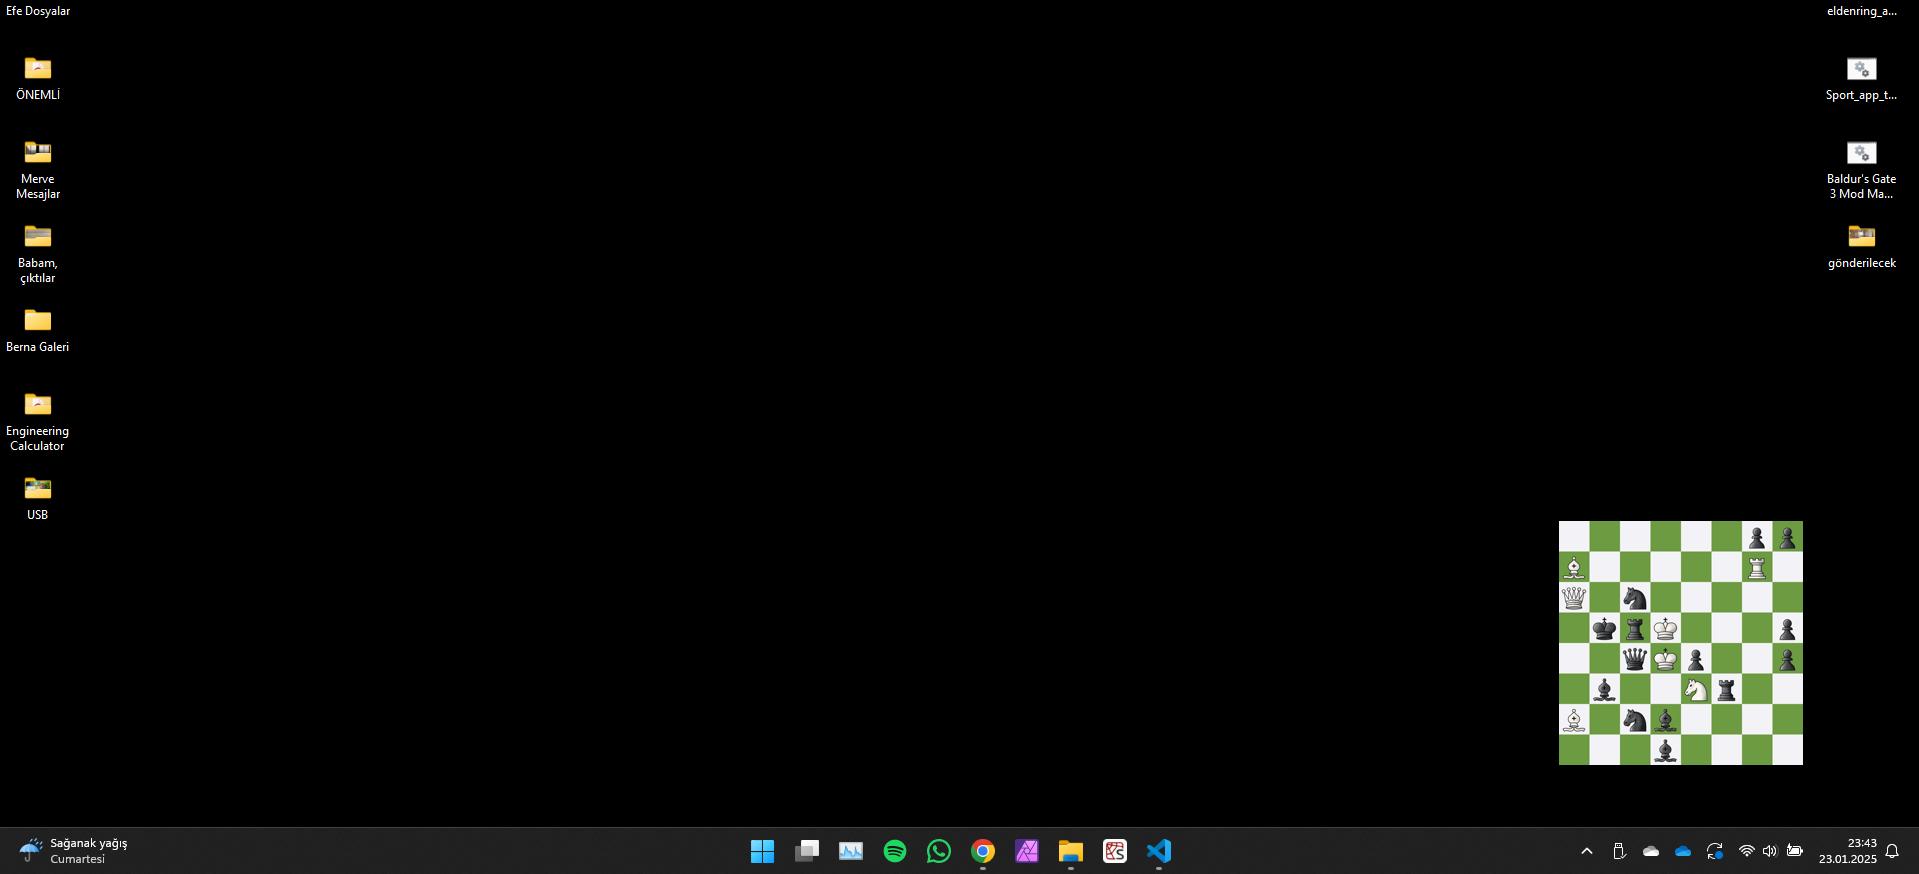 Efe Dosyalar
ÖNEMLİ
Merve
Mesajlar
Babam,
çıktılar
Berna Galeri
Engineering
Calculator
USB
eldenring_a...
Sport_app_t...
Baldur's Gate
3 Mod Ma...
gönderilecek
Sağanak yağış
Cumartesi
23:43
23.01.2025